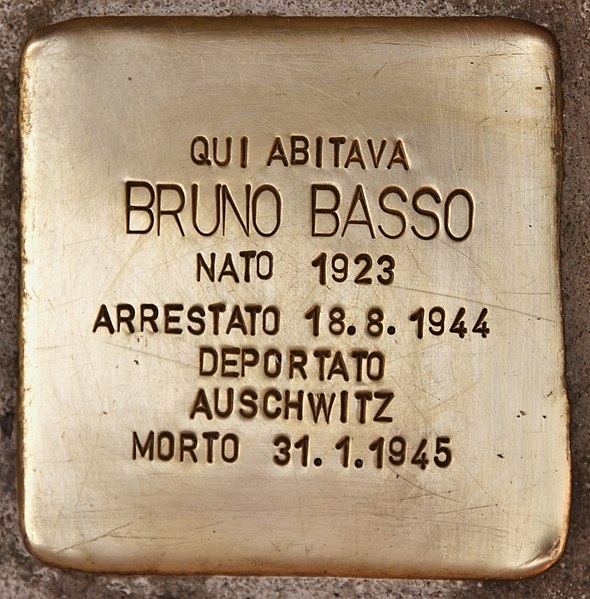 QUI ABITAVA
BRUNO BASSO
NATO 1923
ARRESTATO 18.8.1944
DEPORTATO
AUSCHWITZ
MORTO 31.1.1945